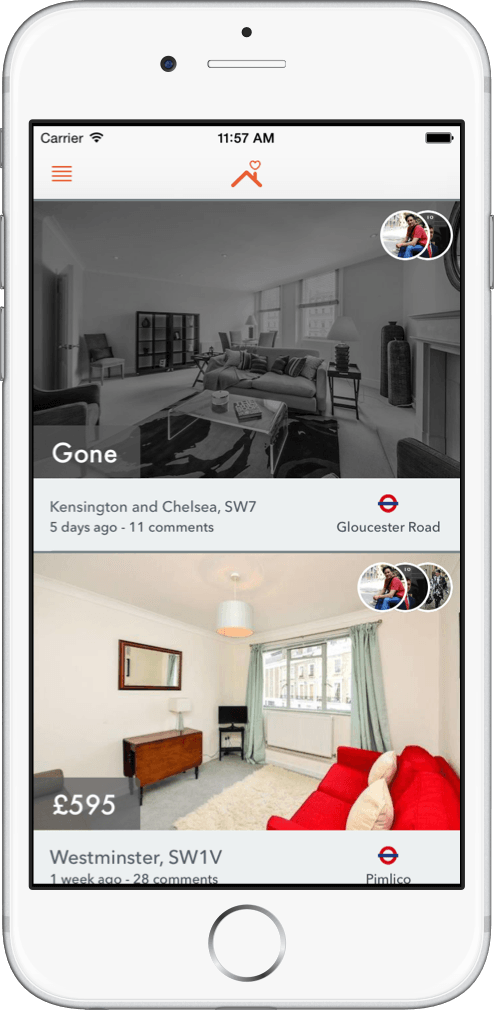 Carrier 11:57 AM
Gone
Kensington and Chelsea, SW7
5 days ago - 11 comments
Gloucester Road
£595
Westminster, SW1V
1 week ago - 28 comments
Pimlico